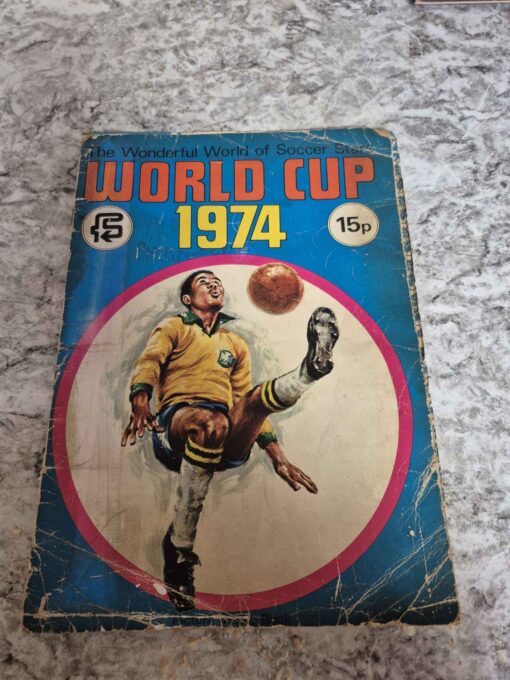 The Wonderful World of Soccer Stars
WORLD CUP
1974
15p